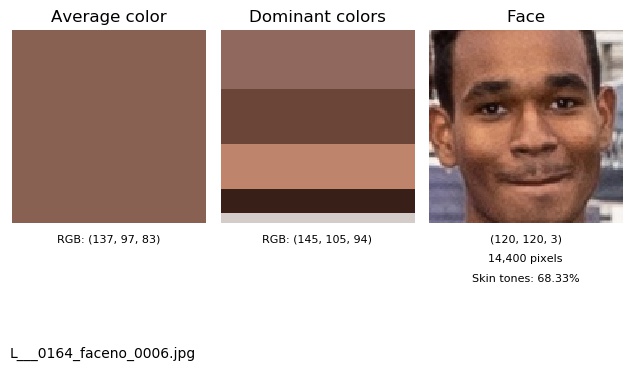 Average color
Dominant colors
Face
RGB: (137, 97, 83)
RGB: (145, 105, 94)
(120, 120, 3)
14,400 pixels
Skin tones: 68.33%
L___0164_faceno_0006.jpg